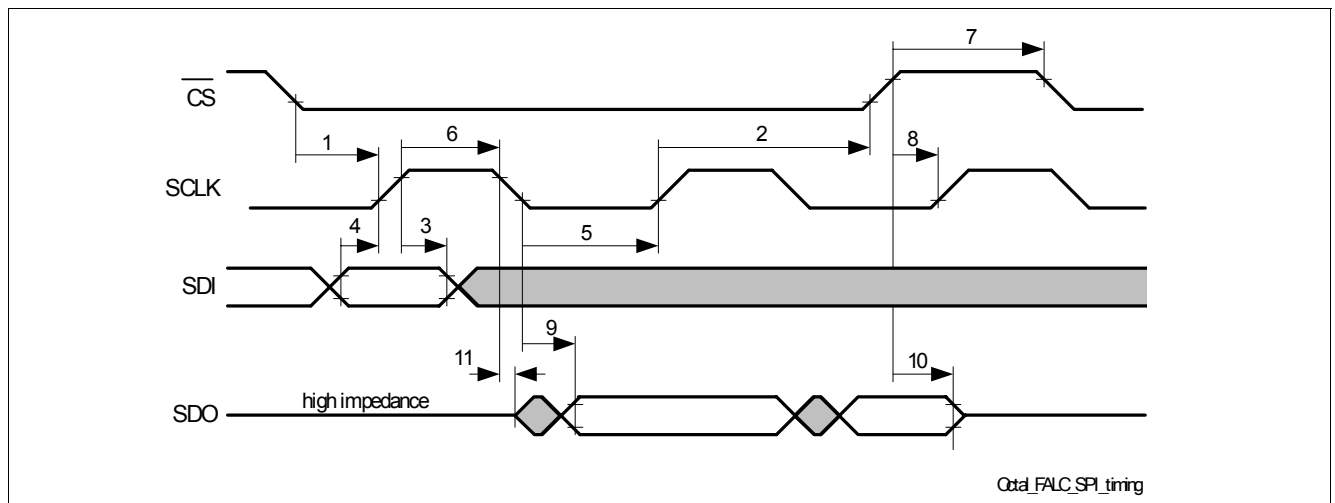 7
CS
1
6
2
8
SCLK
4
3
5
SDI
9
11
10
high impedance
SDO
Octal_FALC_SPI_timing